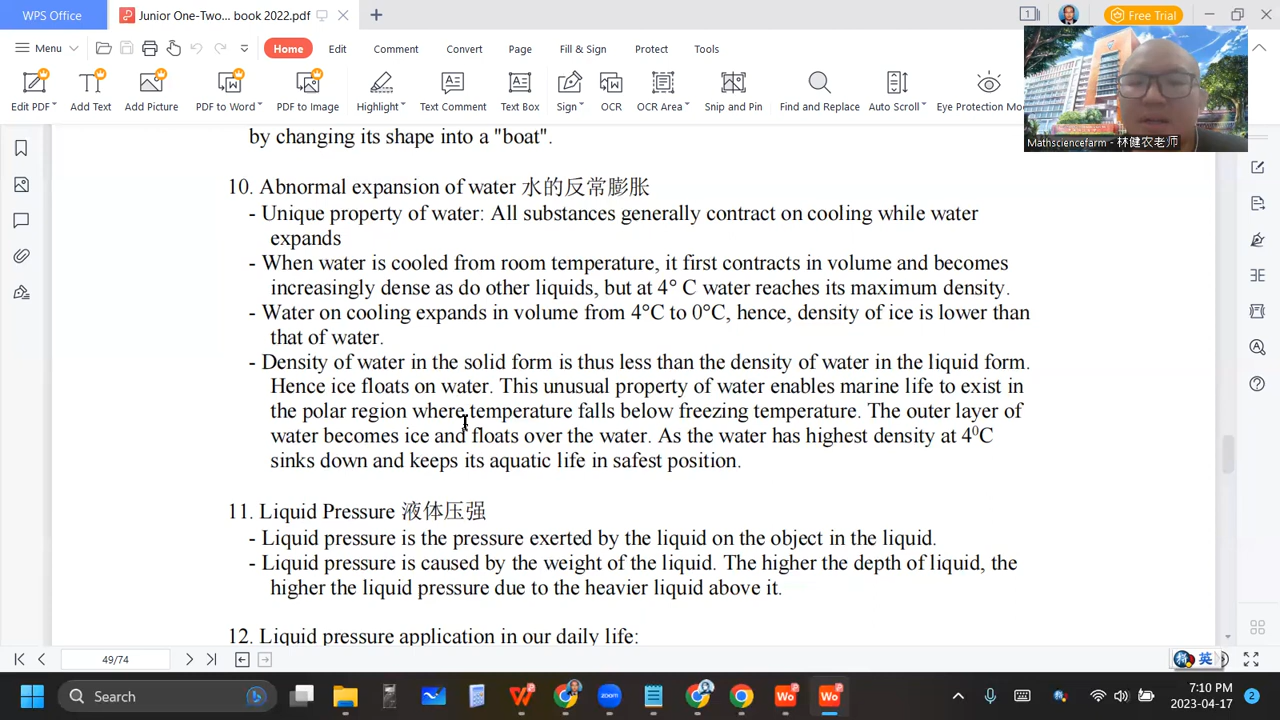 WPS Office
Junior One-Two... book 2022.pdf
1
Free Trial
Menu
Home
Edit
Comment
Convert
Page
Fill & Sign
Protect
Tools
Edit PDF
Add Text
Add Picture
PDF to Word
PDF to Image
Highlight
Text Comment
Text Box
Sign
OCR
OCR Area
Snip and Pin
Find and Replace
Auto Scroll
Eye Protection Mo
Mathsciencefarm - 林健农老师
by changing its shape into a "boat".
10. Abnormal expansion of water 水的反常膨胀
- Unique property of water: All substances generally contract on cooling while water
expands
- When water is cooled from room temperature, it first contracts in volume and becomes
increasingly dense as do other liquids, but at 4° C water reaches its maximum density.
- Water on cooling expands in volume from 4°C to 0°C, hence, density of ice is lower than
that of water.
- Density of water in the solid form is thus less than the density of water in the liquid form.
Hence ice floats on water. This unusual property of water enables marine life to exist in
the polar region where temperature falls below freezing temperature. The outer layer of
water becomes ice and floats over the water. As the water has highest density at 4⁰C
sinks down and keeps its aquatic life in safest position.
11. Liquid Pressure 液体压强
- Liquid pressure is the pressure exerted by the liquid on the object in the liquid.
- Liquid pressure is caused by the weight of the liquid. The higher the depth of liquid, the
higher the liquid pressure due to the heavier liquid above it.
12. Liquid pressure application in our daily life:
49/74
英
Search
7:10 PM
2023-04-17
2